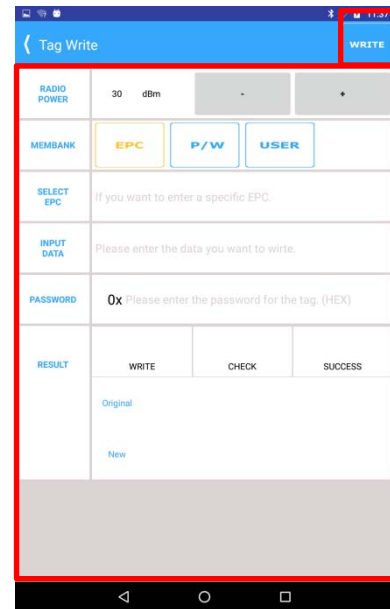 11:37
Tag Write
WRITE
RADIO
POWER
30 dBm - +
MEMBANK
EPC P/W USER
SELECT
EPC
If you want to enter a specific EPC.
INPUT
DATA
Please enter the data you want to wirte.
PASSWORD
0x Please enter the password for the tag. (HEX)
RESULT
WRITE CHECK SUCCESS
Original
New